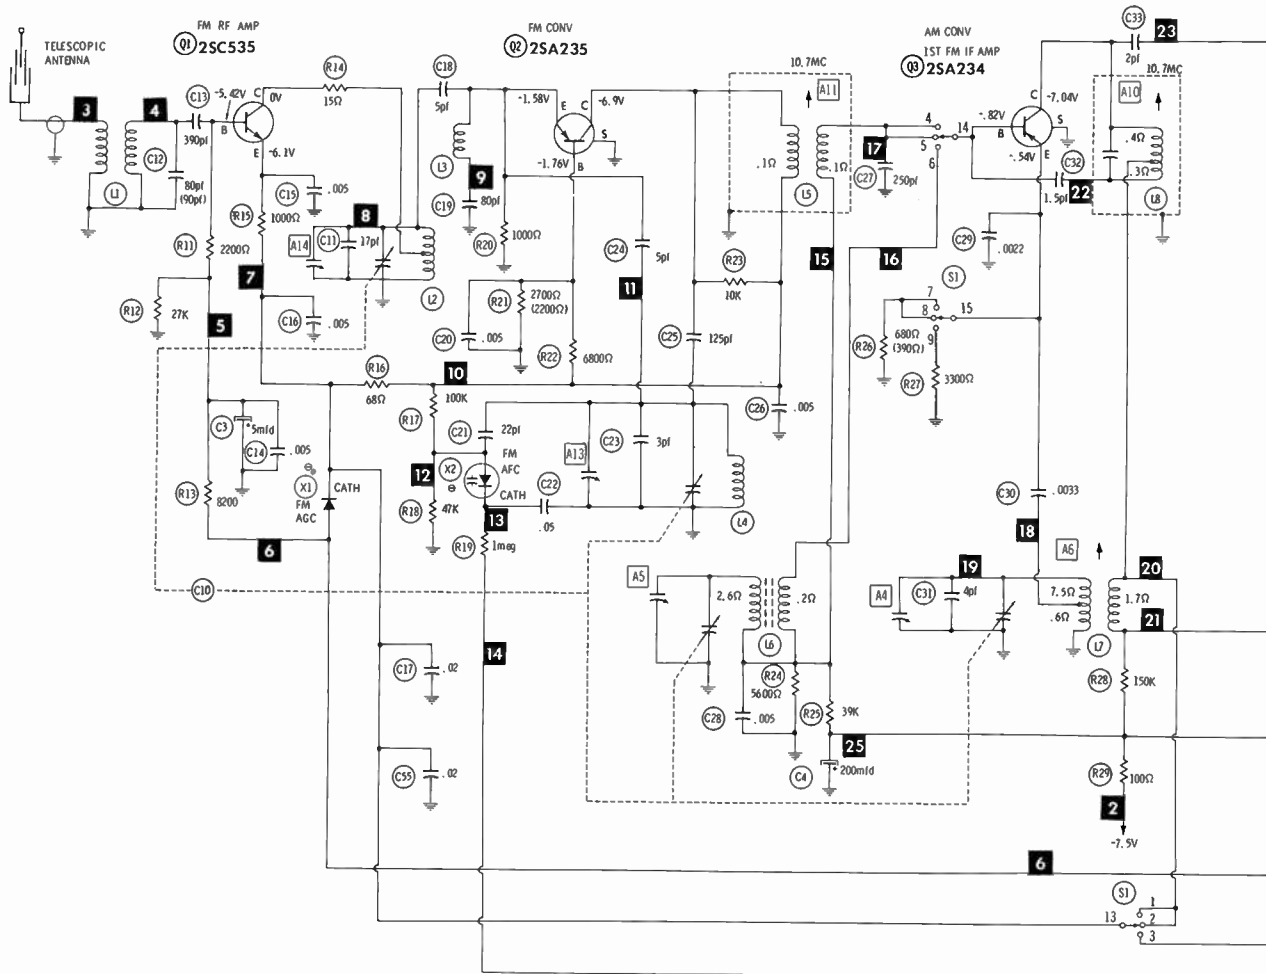 FM RF AMP
Q1 2SC535
TELESCOPIC
ANTENNA
3
4
C13
390pf
-5.42V
B
C
0V
E
-6.1V
R14
15Ω
L1
C12
80pf
(90pf)
C15
.005
R15
1000Ω
R11
2200Ω
R12
27K
5
7
C16
.005
A14
C11
17pf
8
L2
C18
5pf
L3
9
C19
80pf
FM CONV
Q2 2SA235
-1.58V
E
C
-6.9V
S
-1.76V
B
R20
1000Ω
C24
5pf
11
R21
2700Ω
(2200Ω)
C20
.005
R22
6800Ω
R23
10K
C25
125pf
10.7MC
A11
.1Ω
.1Ω
L5
15
16
17
C27
250pf
4
5
6
14
AM CONV
1ST FM IF AMP
Q3 2SA234
-7.04V
C
-.82V
B
S
-.54V
E
C33
2pf
23
10.7MC
A10
.4Ω
.3Ω
L8
C32
1.5pf
22
C29
.0022
S1
7
8
9
15
R26
680Ω
(390Ω)
R27
3300Ω
R16
68Ω
10
R17
100K
C26
.005
C3
5mfd
C14
.005
R13
8200
X1
FM
AGC
CATH
6
C21
22pf
X2
FM
AFC
CATH
12
R18
47K
13
R19
1meg
C22
.05
A13
C23
3pf
L4
C10
14
C17
.02
C55
.02
A5
2.6Ω
.2Ω
L6
R24
5600Ω
C28
.005
R25
39K
25
C4
200mfd
C30
.0033
18
19
A4
C31
4pf
A6
7.5Ω
.6Ω
1.7Ω
L7
20
21
R28
150K
R29
100Ω
2
-7.5V
6
S1
13
1
2
3